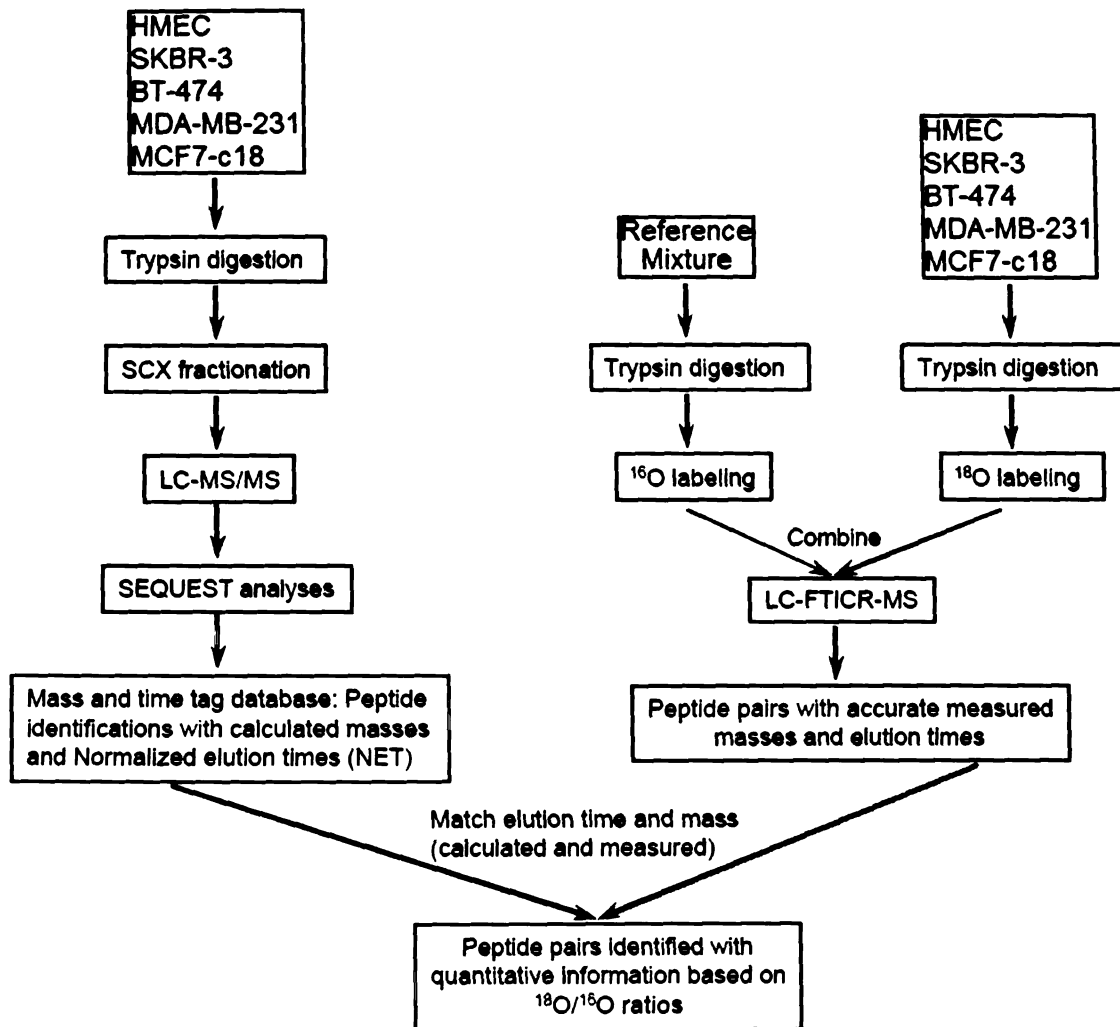 HMEC
SKBR-3
BT-474
MDA-MB-231
MCF7-c18
Trypsin digestion
SCX fractionation
LC-MS/MS
SEQUEST analyses
Mass and time tag database: Peptide
identifications with calculated masses
and Normalized elution times (NET)
Reference
Mixture
Trypsin digestion
¹⁶O labeling
HMEC
SKBR-3
BT-474
MDA-MB-231
MCF7-c18
Trypsin digestion
¹⁸O labeling
Combine
LC-FTICR-MS
Peptide pairs with accurate measured
masses and elution times
Match elution time and mass
(calculated and measured)
Peptide pairs identified with
quantitative information based on
¹⁸O/¹⁶O ratios